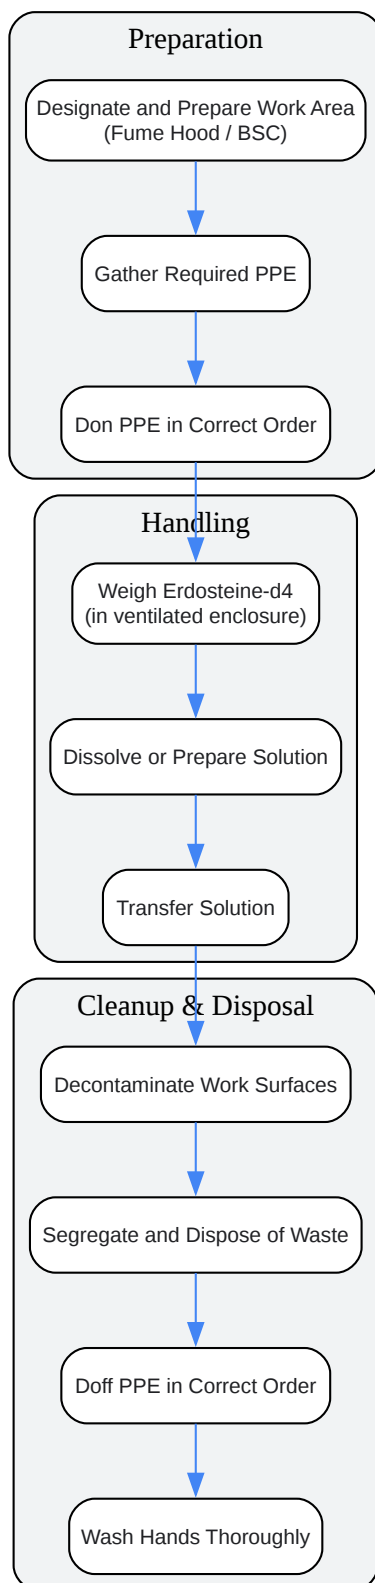 Preparation
Designate and Prepare Work Area
(Fume Hood / BSC)
Gather Required PPE
Don PPE in Correct Order
Handling
Weigh Erdosteine-d4
(in ventilated enclosure)
Dissolve or Prepare Solution
Transfer Solution
Cleanup & Disposal
Decontaminate Work Surfaces
Segregate and Dispose of Waste
Doff PPE in Correct Order
Wash Hands Thoroughly